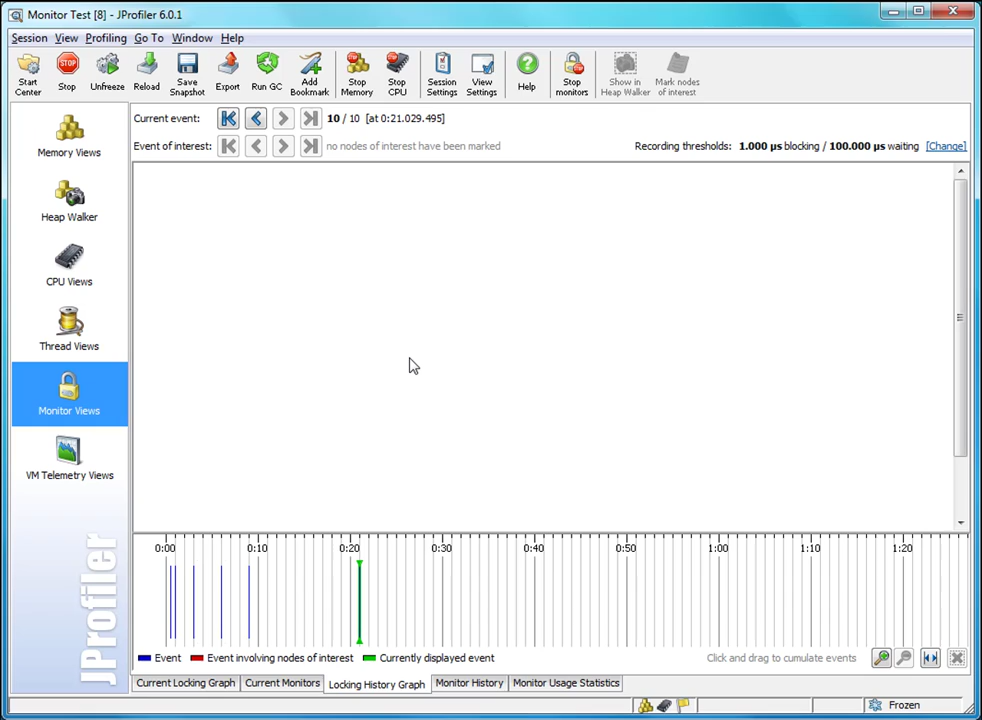 Monitor Test [8] - JProfiler 6.0.1
Session View Profiling Go To Window Help
Start Center
Stop
Unfreeze
Reload
Save Snapshot
Export
Run GC
Add Bookmark
Stop Memory
Stop CPU
Session Settings
View Settings
Help
Stop monitors
Show in Heap Walker
Mark nodes of interest
Memory Views
Heap Walker
CPU Views
Thread Views
Monitor Views
VM Telemetry Views
JProfiler
Current event: 10 / 10 [at 0:21.029.495]
Event of interest: no nodes of interest have been marked Recording thresholds: 1.000 µs blocking / 100.000 µs waiting [Change]
0:00 0:10 0:20 0:30 0:40 0:50 1:00 1:10 1:20
Event Event involving nodes of interest Currently displayed event Click and drag to cumulate events
Current Locking Graph Current Monitors Locking History Graph Monitor History Monitor Usage Statistics
Frozen